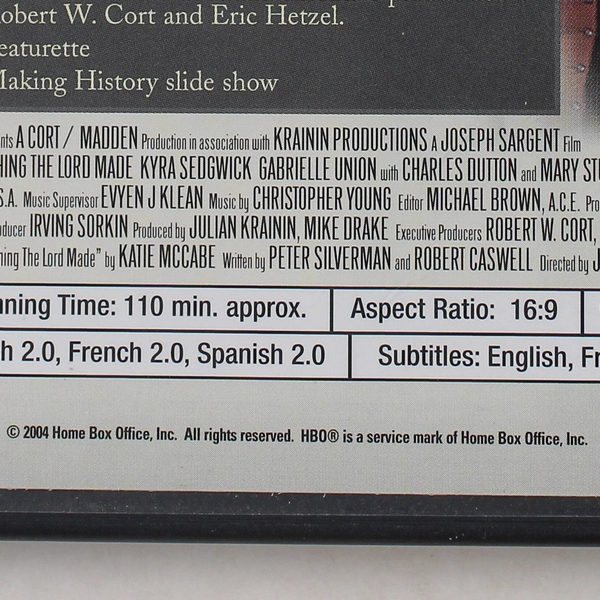 obert W. Cort and Eric Hetzel.
eaturette
Making History slide show
nts A CORT / MADDEN Production in association with KRAININ PRODUCTIONS A JOSEPH SARGENT Film
HING THE LORD MADE KYRA SEDGWICK GABRIELLE UNION with CHARLES DUTTON and MARY STU
S.A. Music Supervisor EVYEN J KLEAN Music by CHRISTOPHER YOUNG Editor MICHAEL BROWN, A.C.E. Pro
oducer IRVING SORKIN Produced by JULIAN KRAININ, MIKE DRAKE Executive Producers ROBERT W. CORT,
hing The Lord Made" by KATIE MCCABE Written by PETER SILVERMAN and ROBERT CASWELL Directed by J
nning Time: 110 min. approx. Aspect Ratio: 16:9
h 2.0, French 2.0, Spanish 2.0 Subtitles: English, Fr
© 2004 Home Box Office, Inc. All rights reserved. HBO® is a service mark of Home Box Office, Inc.